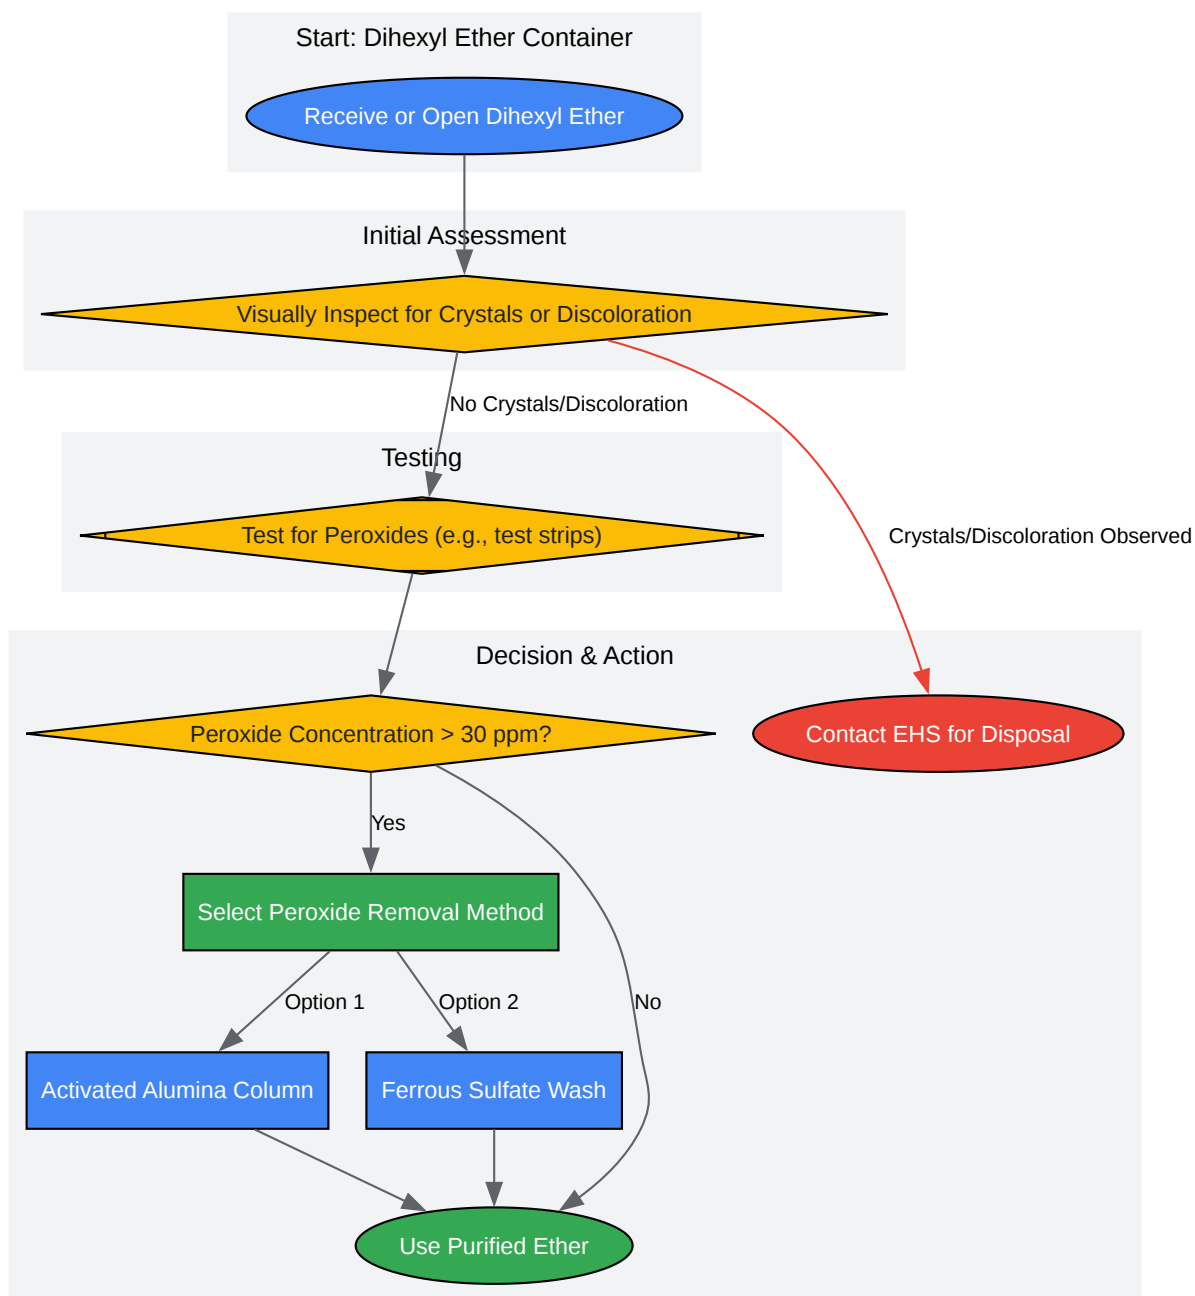 Start: Dihexyl Ether Container
Receive or Open Dihexyl Ether
Initial Assessment
Visually Inspect for Crystals or Discoloration
No Crystals/Discoloration
Testing
Test for Peroxides (e.g., test strips)
Crystals/Discoloration Observed
Decision & Action
Peroxide Concentration > 30 ppm?
Contact EHS for Disposal
Yes
Select Peroxide Removal Method
Option 1
Option 2
No
Activated Alumina Column
Ferrous Sulfate Wash
Use Purified Ether